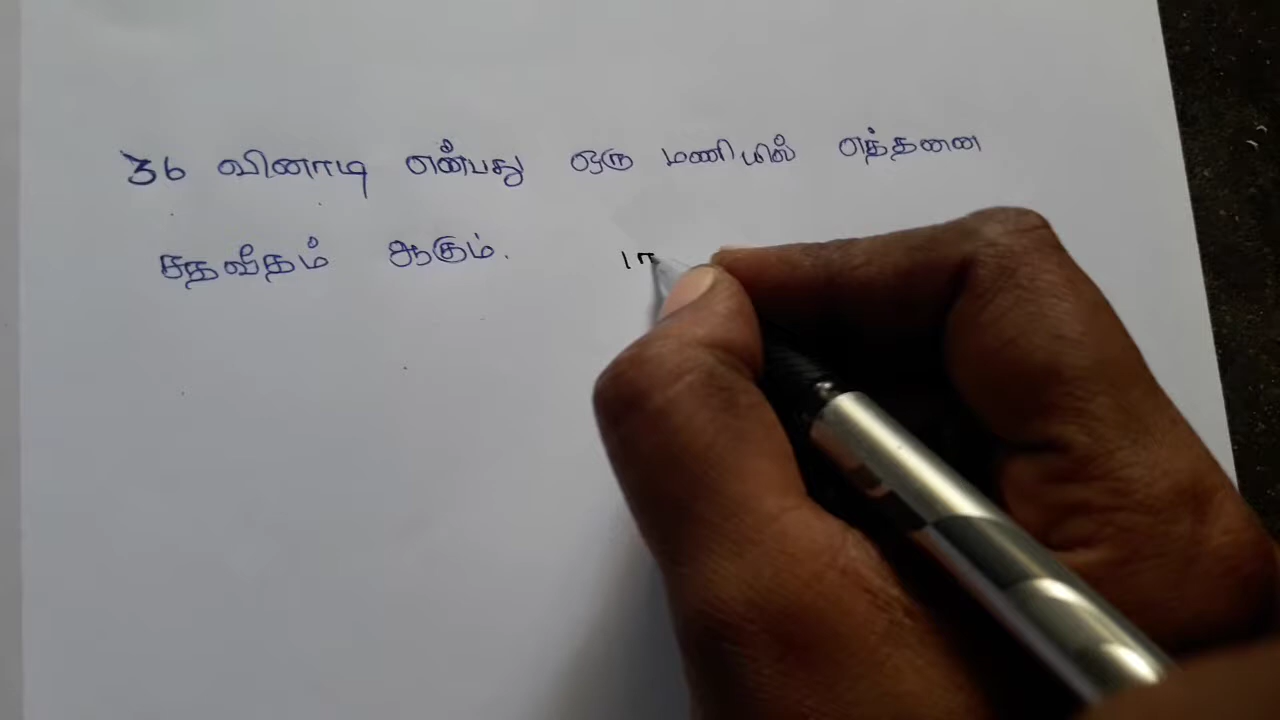 36 வினாடி என்பது ஒரு மணியில் எத்தனை
சதவீதம் ஆகும்.